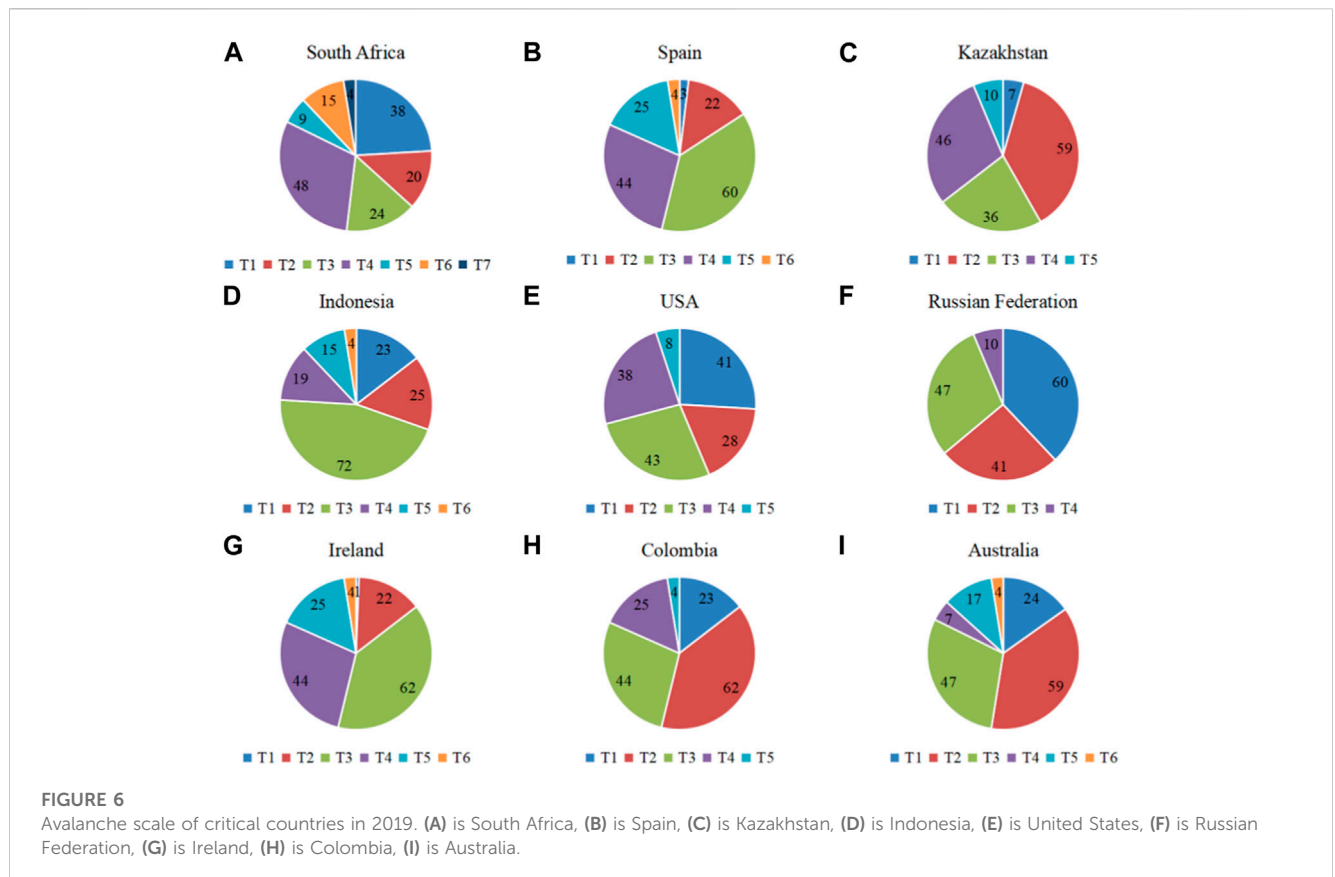 A South Africa
38
20
24
48
9
15
4
T1 T2 T3 T4 T5 T6 T7
B Spain
3
22
60
44
25
4
T1 T2 T3 T4 T5 T6
C Kazakhstan
7
59
36
46
10
T1 T2 T3 T4 T5
D Indonesia
23
25
72
19
15
4
T1 T2 T3 T4 T5 T6
E USA
41
28
43
38
8
T1 T2 T3 T4 T5
F Russian Federation
60
41
47
10
T1 T2 T3 T4
G Ireland
1
22
62
44
25
4
T1 T2 T3 T4 T5 T6
H Colombia
23
62
44
25
4
T1 T2 T3 T4 T5
I Australia
24
59
47
7
17
4
T1 T2 T3 T4 T5 T6
FIGURE 6
Avalanche scale of critical countries in 2019. (A) is South Africa, (B) is Spain, (C) is Kazakhstan, (D) is Indonesia, (E) is United States, (F) is Russian
Federation, (G) is Ireland, (H) is Colombia, (I) is Australia.